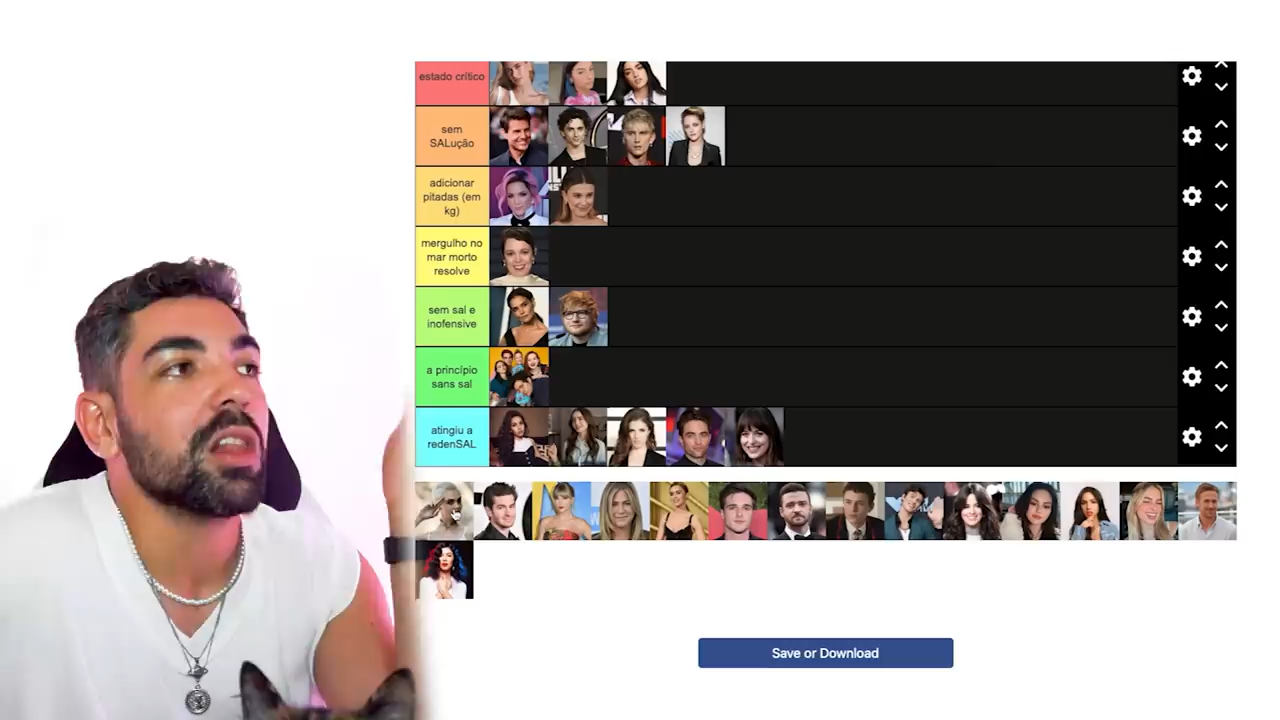 estado crítico
sem
SALução
adicionar
pitadas (em
kg)
mergulho no
mar morto
resolve
sem sal e
inofensive
a princípio
sans sal
atingiu a
redenSAL
Save or Download